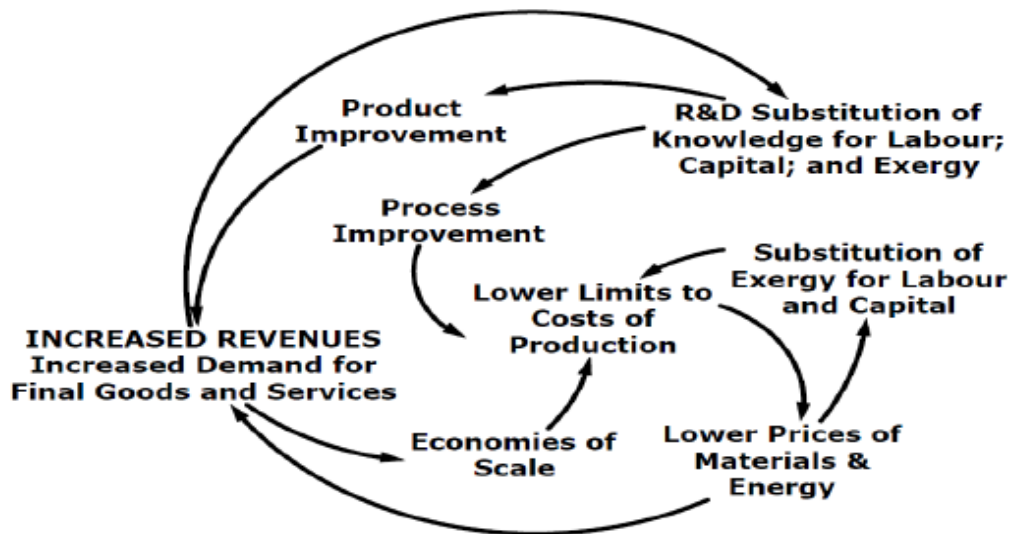 Product
Improvement
R&D Substitution of
Knowledge for Labour;
Capital; and Exergy
Process
Improvement
Substitution of
Exergy for Labour
and Capital
Lower Limits to
Costs of
Production
INCREASED REVENUES
Increased Demand for
Final Goods and Services
Economies of
Scale
Lower Prices of
Materials &
Energy